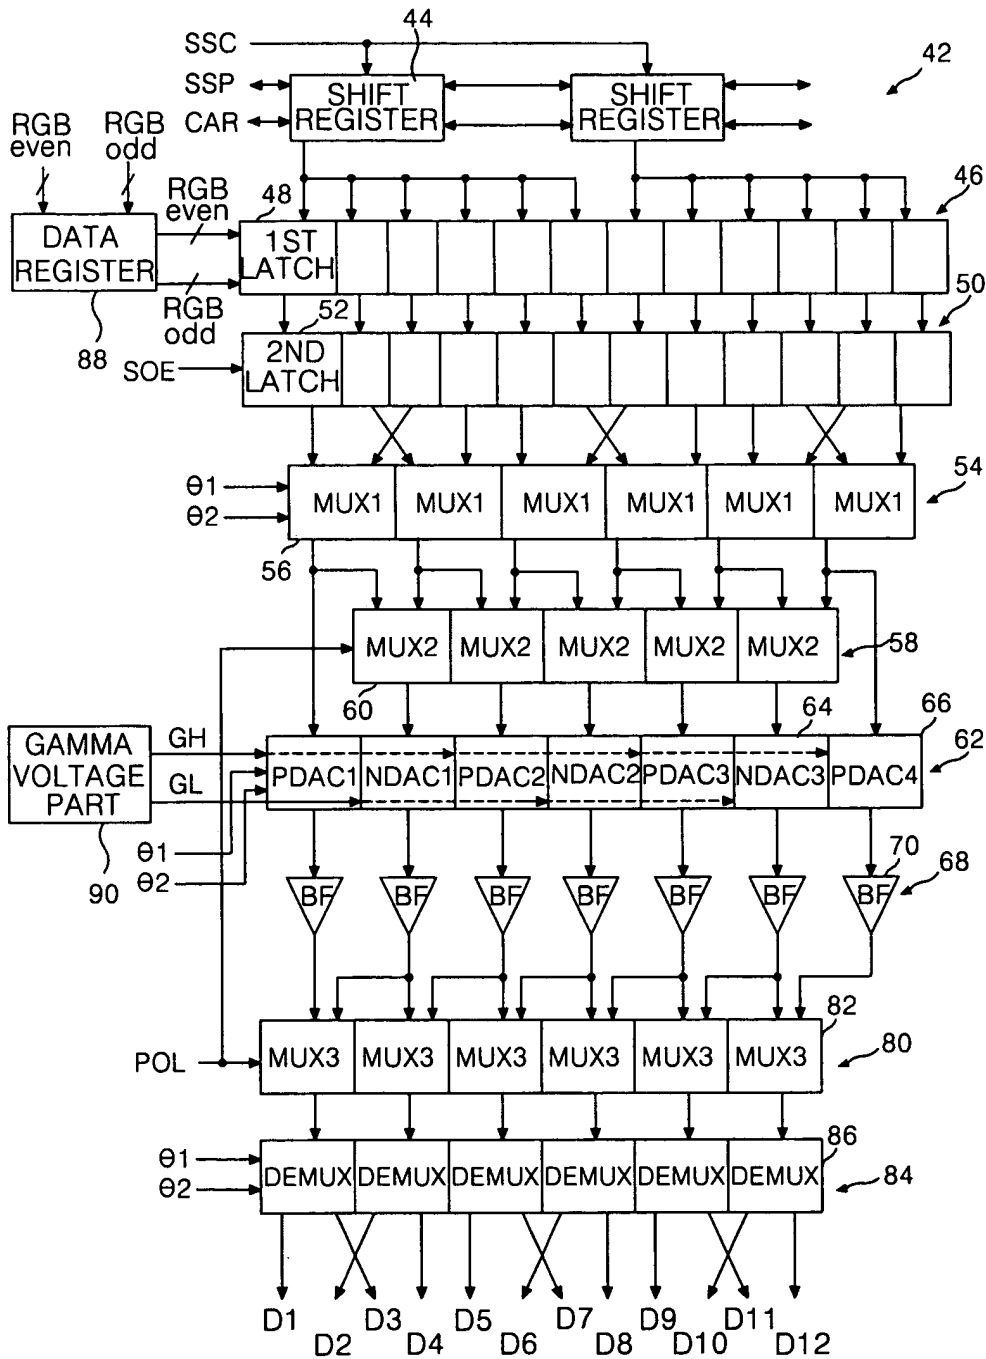 44
SSC
42
SSP
SHIFT REGISTER
SHIFT REGISTER
CAR
RGB even
RGB odd
RGB even
48
46
DATA REGISTER
1ST LATCH
RGB odd
88
52
50
SOE
2ND LATCH
θ1
θ2
MUX1 MUX1 MUX1 MUX1 MUX1 MUX1
54
56
MUX2 MUX2 MUX2 MUX2 MUX2
58
60
64
66
GAMMA VOLTAGE PART
GH
GL
PDAC1 NDAC1 PDAC2 NDAC2 PDAC3 NDAC3 PDAC4
62
θ1
θ2
90
70
BF BF BF BF BF BF BF
68
82
POL
MUX3 MUX3 MUX3 MUX3 MUX3 MUX3
80
86
θ1
θ2
DEMUX DEMUX DEMUX DEMUX DEMUX DEMUX
84
D1 D2 D3 D4 D5 D6 D7 D8 D9 D10 D11 D12